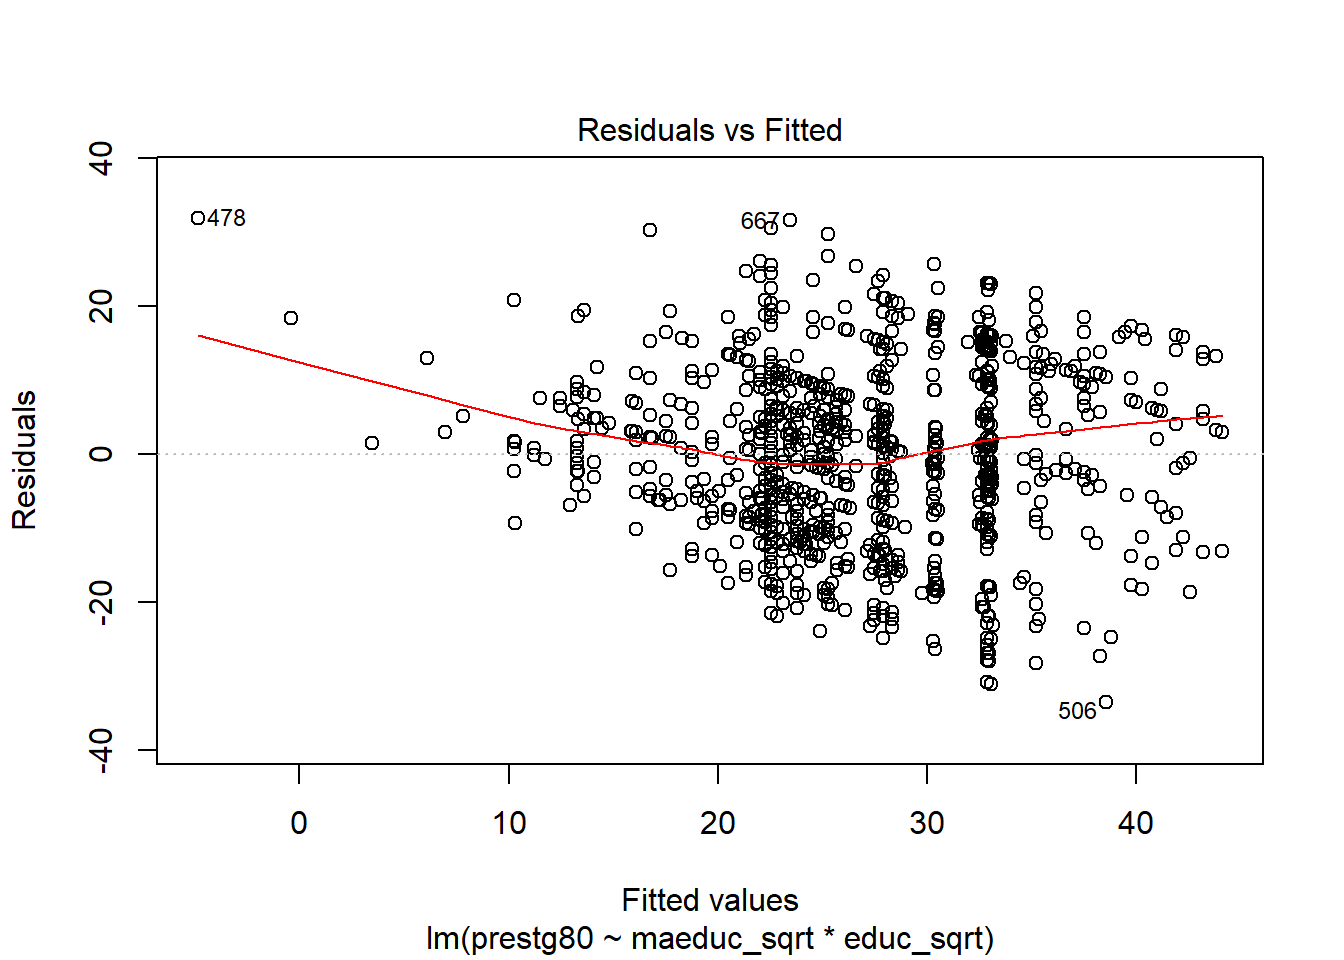 Residuals vs Fitted
40
20
0
-20
-40
Residuals
478
667
506
0 10 20 30 40
Fitted values
lm(prestg80 ~ maeduc_sqrt * educ_sqrt)